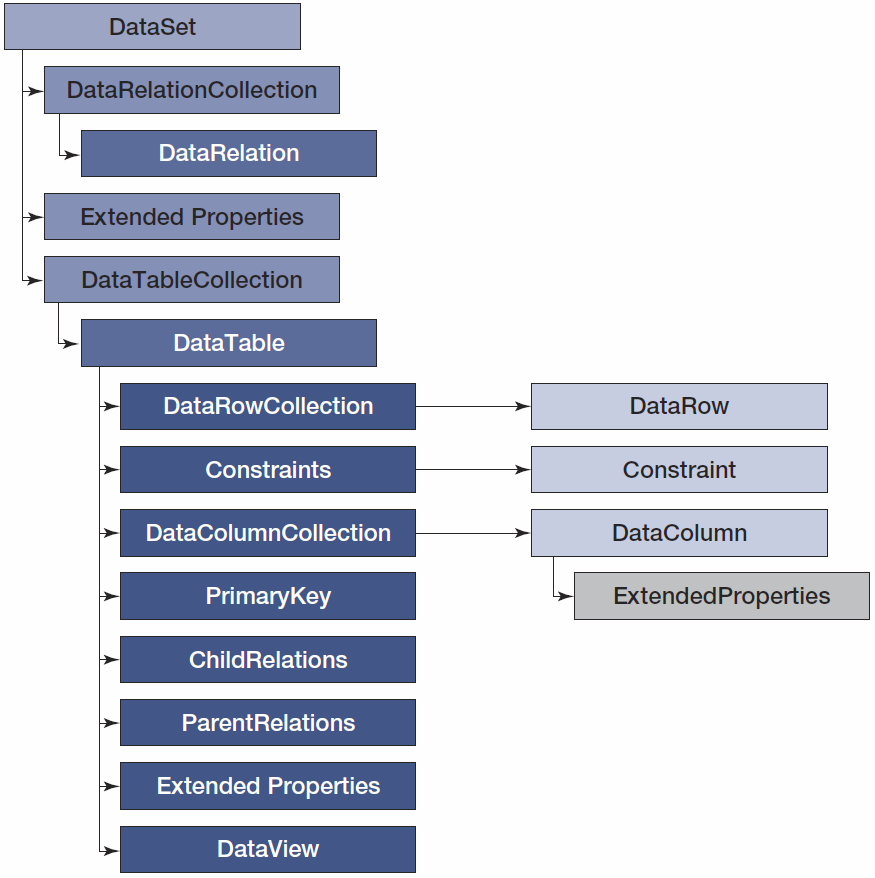 DataSet
DataRelationCollection
DataRelation
Extended Properties
DataTableCollection
DataTable
DataRowCollection
DataRow
Constraints
Constraint
DataColumnCollection
DataColumn
PrimaryKey
ExtendedProperties
ChildRelations
ParentRelations
Extended Properties
DataView